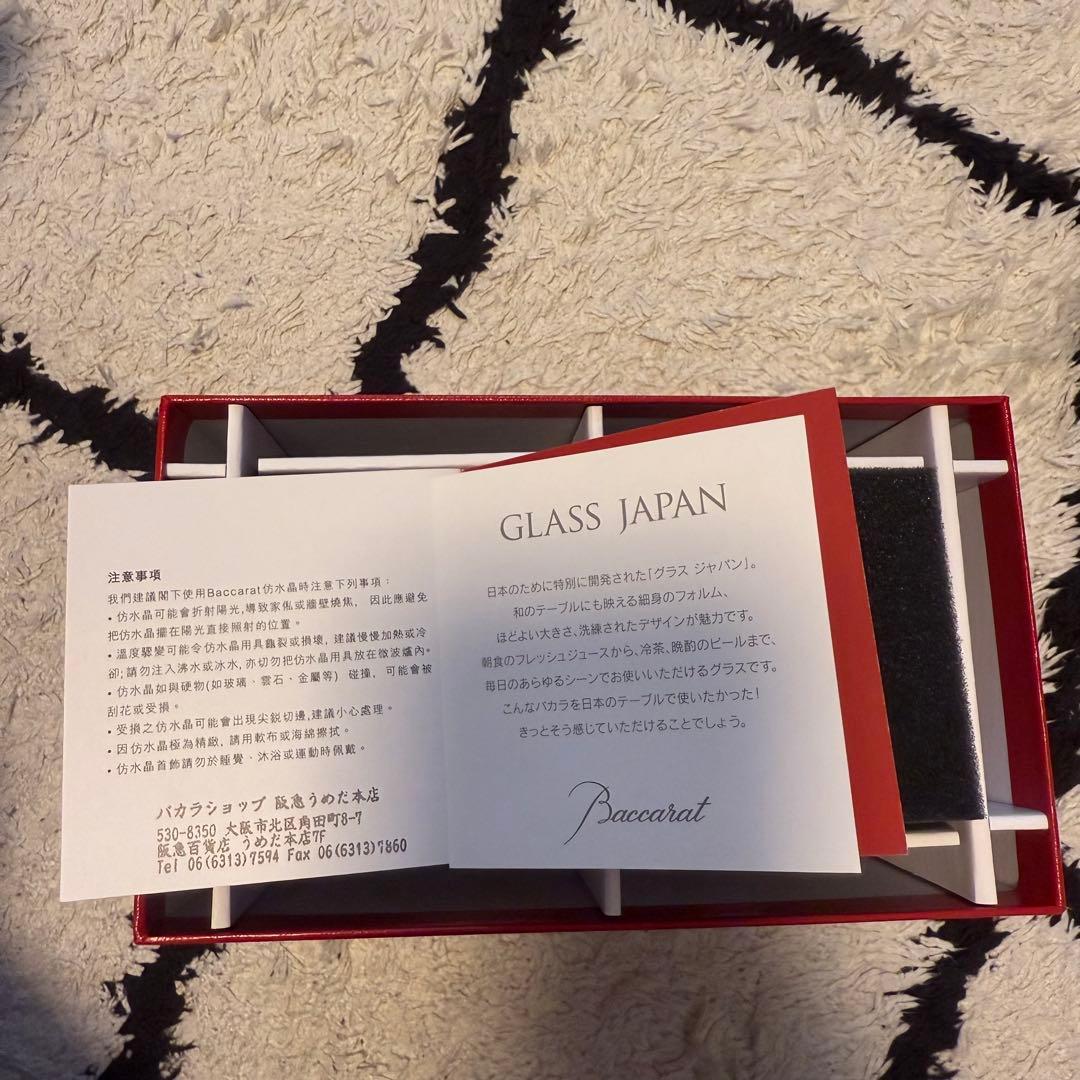 注意事項
我們建議閣下使用Baccarat仿水晶時注意下列事項：
• 仿水晶可能會折射陽光,導致家俬或牆壁燒焦, 因此應避免
把仿水晶擺在陽光直接照射的位置。
• 溫度驟變可能令仿水晶用具龜裂或損壞, 建議慢慢加熱或冷
卻;請勿注入沸水或冰水, 亦切勿把仿水晶用具放在微波爐內。
• 仿水晶如與硬物(如玻璃、雲石、金屬等) 碰撞, 可能會被
刮花或受損。
• 受損之仿水晶可能會出現尖銳切邊,建議小心處理。
• 因仿水晶極為精緻, 請用軟布或海綿擦拭。
• 仿水晶首飾請勿於睡覺、沐浴或運動時佩戴。
バカラショップ 阪急うめだ本店
530-8350 大阪市北区角田町8-7
阪急百貨店 うめだ本店7F
Tel 06(6313)7594 Fax 06(6313)7860
GLASS JAPAN
日本のために特別に開発された「グラス ジャパン」。
和のテーブルにも映える細身のフォルム、
ほどよい大きさ、洗練されたデザインが魅力です。
朝食のフレッシュジュースから、冷茶、晩酌のビールまで、
毎日のあらゆるシーンでお使いいただけるグラスです。
こんなバカラを日本のテーブルで使いたかった！
きっとそう感じていただけることでしょう。
Baccarat